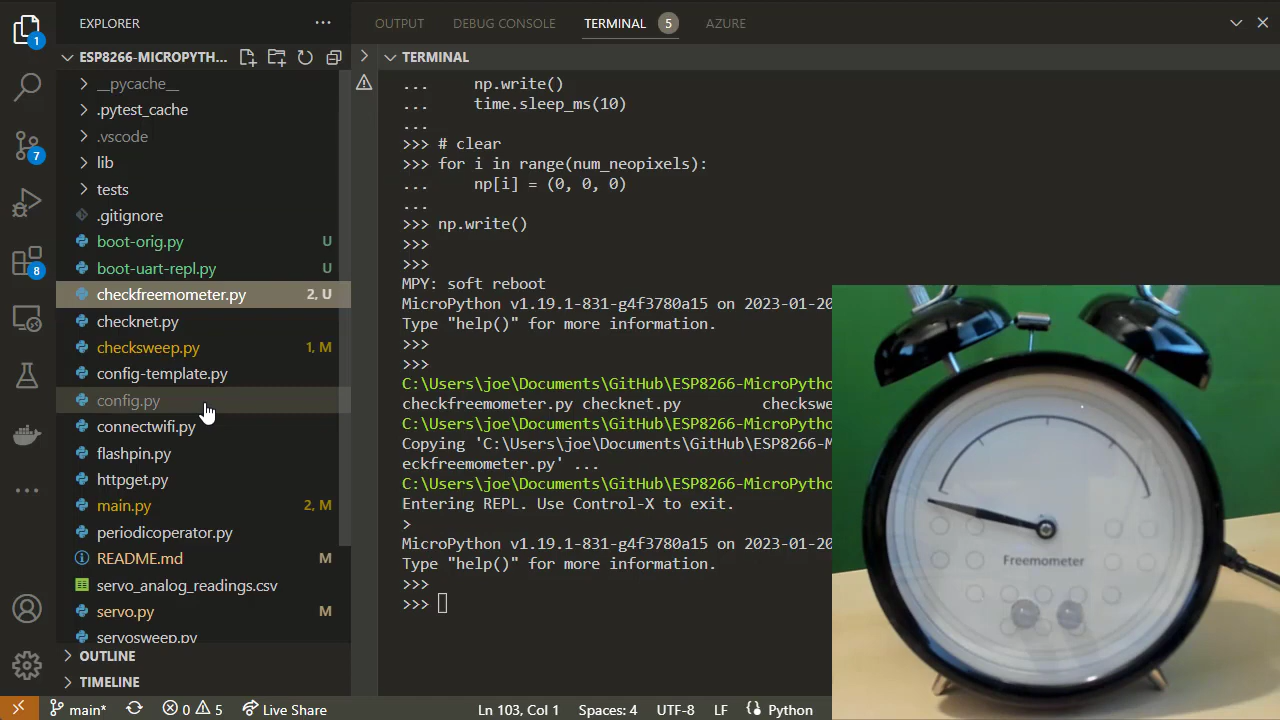 EXPLORER
ESP8266-MICROPYTH...
__pycache__
.pytest_cache
.vscode
lib
tests
.gitignore
boot-orig.py U
boot-uart-repl.py U
checkfreemometer.py 2, U
checknet.py
checksweep.py 1, M
config-template.py
config.py
connectwifi.py
flashpin.py
httpget.py
main.py 2, M
periodicoperator.py
README.md M
servo_analog_readings.csv
servo.py M
servosweep.py
OUTLINE
TIMELINE
1
7
8
OUTPUT DEBUG CONSOLE TERMINAL 5 AZURE
TERMINAL
... np.write()
... time.sleep_ms(10)
...
>>> # clear
>>> for i in range(num_neopixels):
... np[i] = (0, 0, 0)
...
>>> np.write()
>>>
>>>
MPY: soft reboot
MicroPython v1.19.1-831-g4f3780a15 on 2023-01-20
Type "help()" for more information.
>>>
>>>
C:\Users\joe\Documents\GitHub\ESP8266-MicroPytho
checkfreemometer.py checknet.py checkswe
C:\Users\joe\Documents\GitHub\ESP8266-MicroPytho
Copying 'C:\Users\joe\Documents\GitHub\ESP8266-M
eckfreemometer.py' ...
C:\Users\joe\Documents\GitHub\ESP8266-MicroPytho
Entering REPL. Use Control-X to exit.
>
MicroPython v1.19.1-831-g4f3780a15 on 2023-01-20
Type "help()" for more information.
>>>
>>>
Freemometer
main* 0 5 Live Share Ln 103, Col 1 Spaces: 4 UTF-8 LF Python